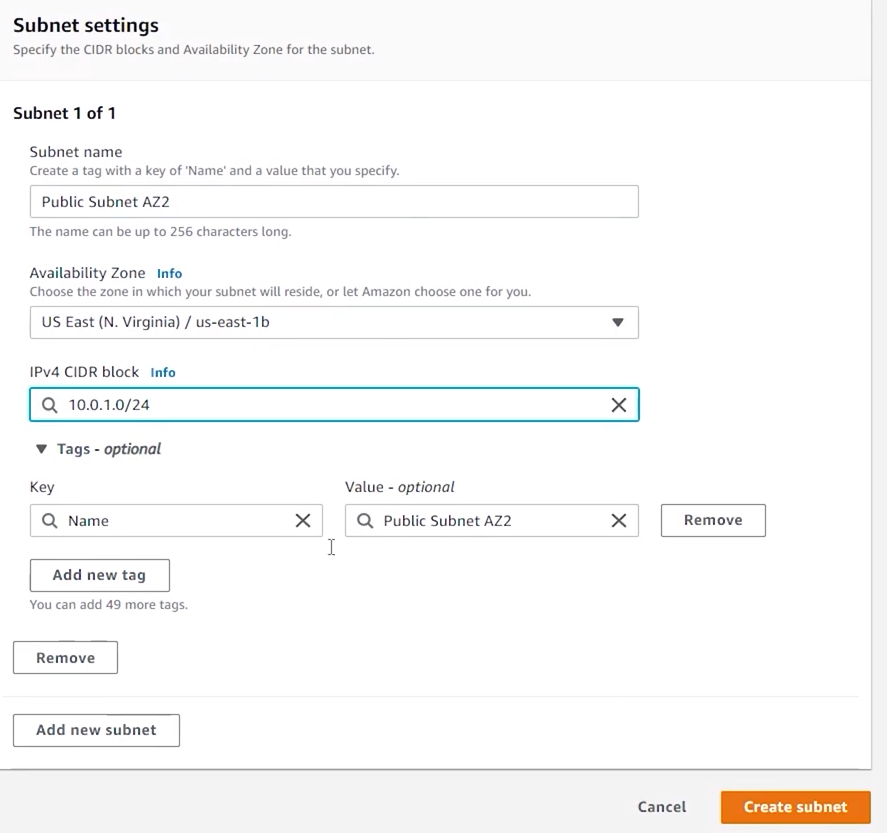 Subnet settings
Specify the CIDR blocks and Availability Zone for the subnet.
Subnet 1 of 1
Subnet name
Create a tag with a key of 'Name' and a value that you specify.
Public Subnet AZ2
The name can be up to 256 characters long.
Availability Zone Info
Choose the zone in which your subnet will reside, or let Amazon choose one for you.
US East (N. Virginia) / us-east-1b
IPv4 CIDR block Info
10.0.1.0/24
Tags - optional
Key Value - optional
Name Public Subnet AZ2 Remove
Add new tag
You can add 49 more tags.
Remove
Add new subnet
Cancel Create subnet